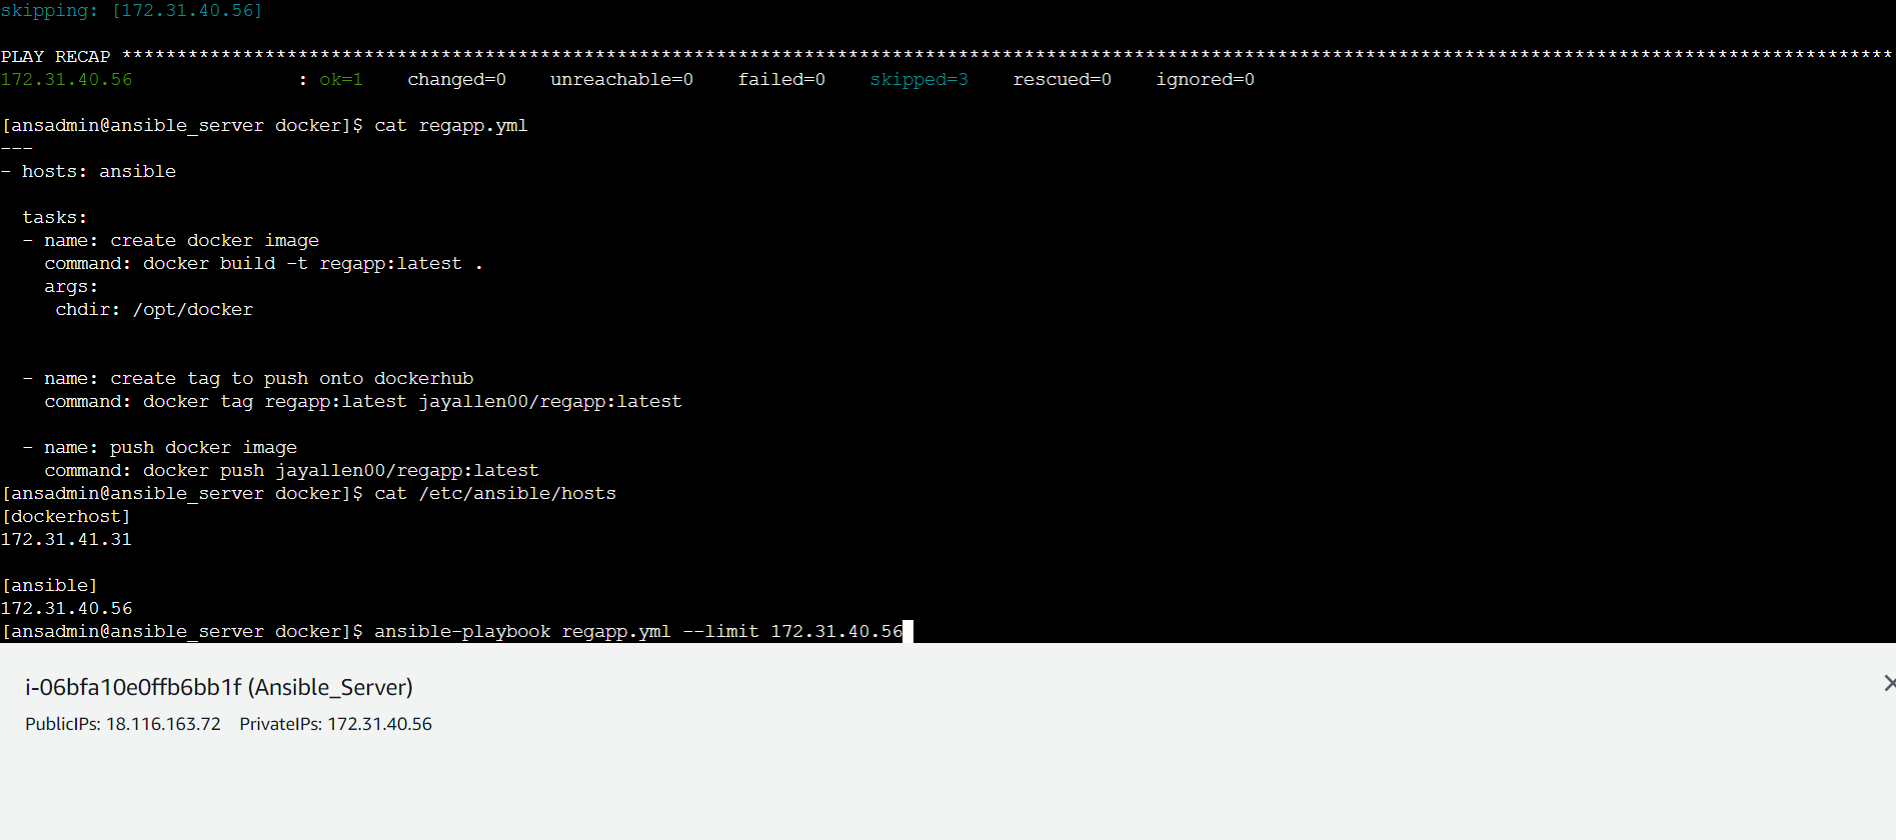 skipping: [172.31.40.56]
PLAY RECAP *****************************************************************************************************************************************************************
172.31.40.56 : ok=1 changed=0 unreachable=0 failed=0 skipped=3 rescued=0 ignored=0
[ansadmin@ansible_server docker]$ cat regapp.yml
---
- hosts: ansible
tasks:
- name: create docker image
command: docker build -t regapp:latest .
args:
chdir: /opt/docker
- name: create tag to push onto dockerhub
command: docker tag regapp:latest jayallen00/regapp:latest
- name: push docker image
command: docker push jayallen00/regapp:latest
[ansadmin@ansible_server docker]$ cat /etc/ansible/hosts
[dockerhost]
172.31.41.31
[ansible]
172.31.40.56
[ansadmin@ansible_server docker]$ ansible-playbook regapp.yml --limit 172.31.40.56
i-06bfa10e0ffb6bb1f (Ansible_Server)
PublicIPs: 18.116.163.72 PrivateIPs: 172.31.40.56